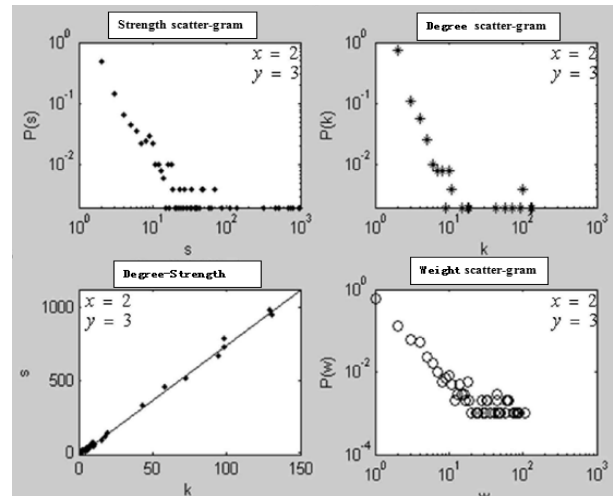 Strength scatter-gram
x = 2
y = 3
10^0
10^-1
10^-2
P(s)
10^0 10^1 10^2 10^3
s
Degree scatter-gram
x = 2
y = 3
10^0
10^-1
10^-2
P(k)
10^0 10^1 10^2 10^3
k
Degree-Strength
x = 2
y = 3
1000
500
0
s
0 50 100 150
k
Weight scatter-gram
x = 2
y = 3
10^0
10^-2
10^-4
P(w)
10^0 10^1 10^2 10^3
w